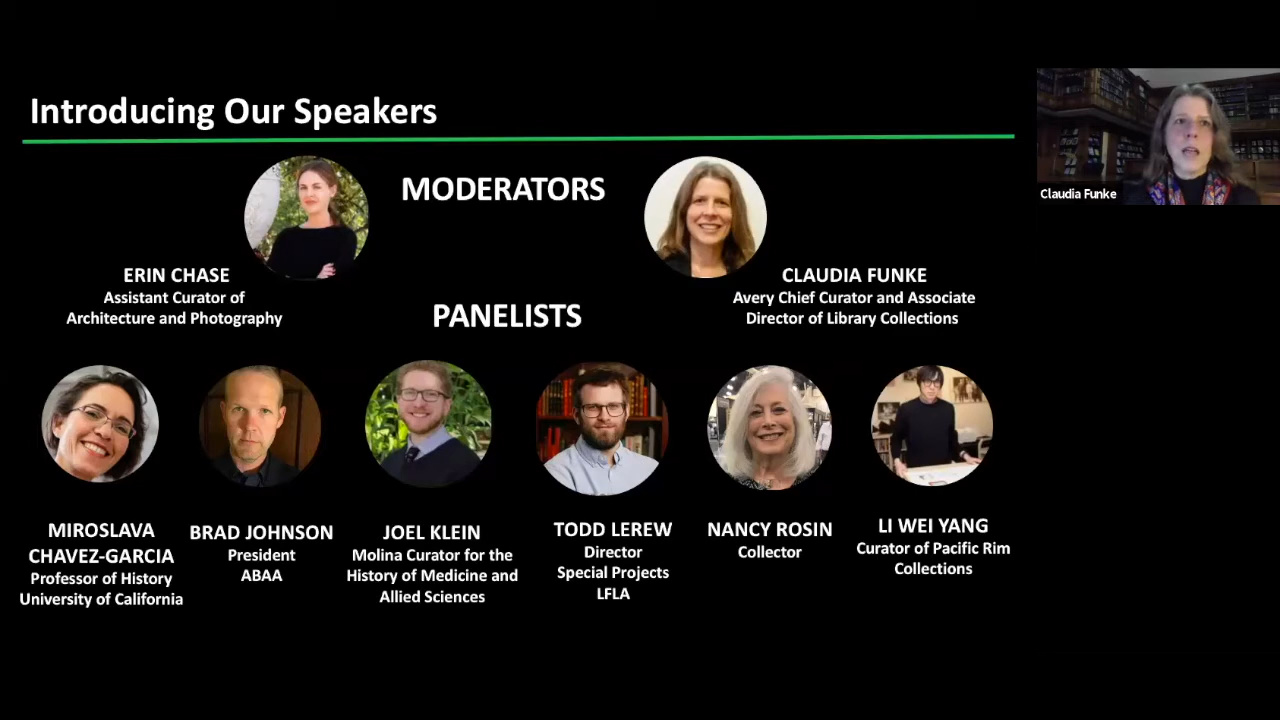 Introducing Our Speakers
MODERATORS
ERIN CHASE
Assistant Curator of
Architecture and Photography
CLAUDIA FUNKE
Avery Chief Curator and Associate
Director of Library Collections
PANELISTS
MIROSLAVA
CHAVEZ-GARCIA
Professor of History
University of California
BRAD JOHNSON
President
ABAA
JOEL KLEIN
Molina Curator for the
History of Medicine and
Allied Sciences
TODD LEREW
Director
Special Projects
LFLA
NANCY ROSIN
Collector
LI WEI YANG
Curator of Pacific Rim
Collections
Claudia Funke